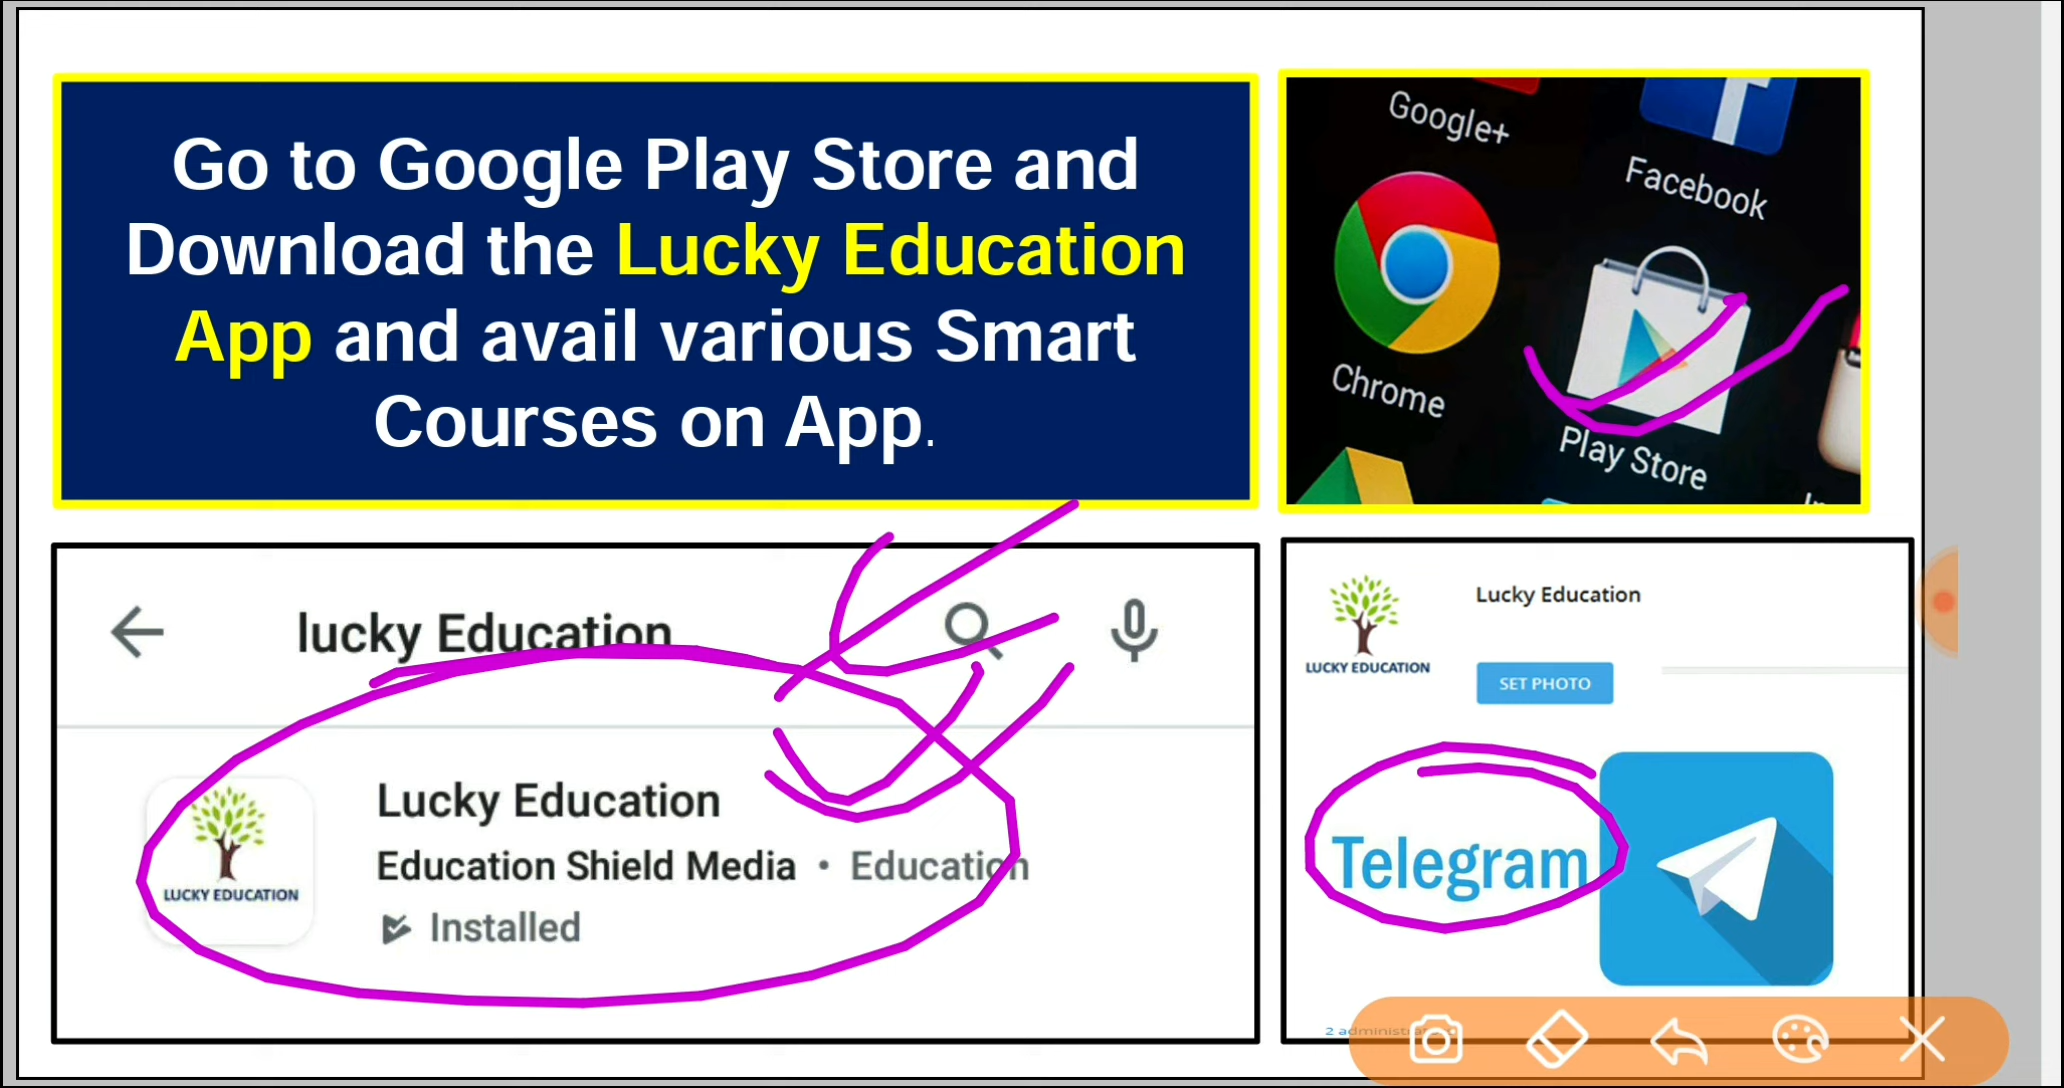 Go to Google Play Store and
Download the Lucky Education
App and avail various Smart
Courses on App.
Google+
Facebook
Chrome
Play Store
lucky Education
Lucky Education
Education Shield Media • Education
Installed
LUCKY EDUCATION
Lucky Education
LUCKY EDUCATION
SET PHOTO
Telegram
2